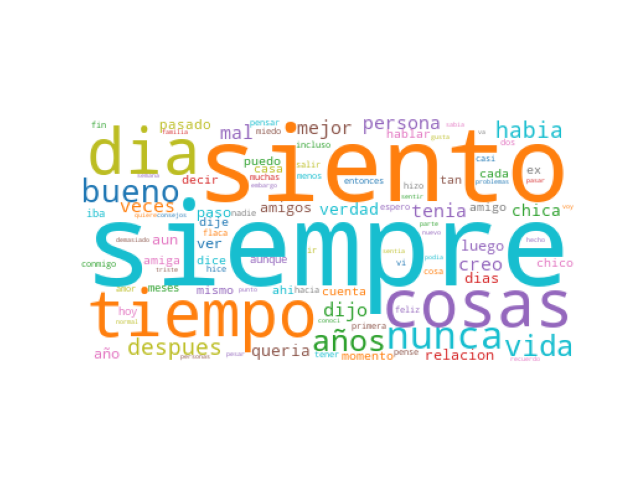 fin pasado mal pensar mejor persona sabia habia
familia miedo hablar va gusta dos
dia siento
incluso casi
puedo casa salir entonces cada ex
bueno decir muchas menos hizo tan pasar problemas
semana embargo sentir
veces quiere consejos amigos verdad espero tenia amigo chica voy
iba paso nadie
dije flaca
siempre
demasiado aun ver ir sentia parte nuevo luego hecho
amiga dice aunque podia creo chico
conmigo triste hice vi cosa dias
amor meses mismo punto ahi hacia cuenta cosas
tiempo
hoy dijo feliz
normal conoci primera nunca
año despues queria años vida
personas pesar tener momento pense relacion recuerdo